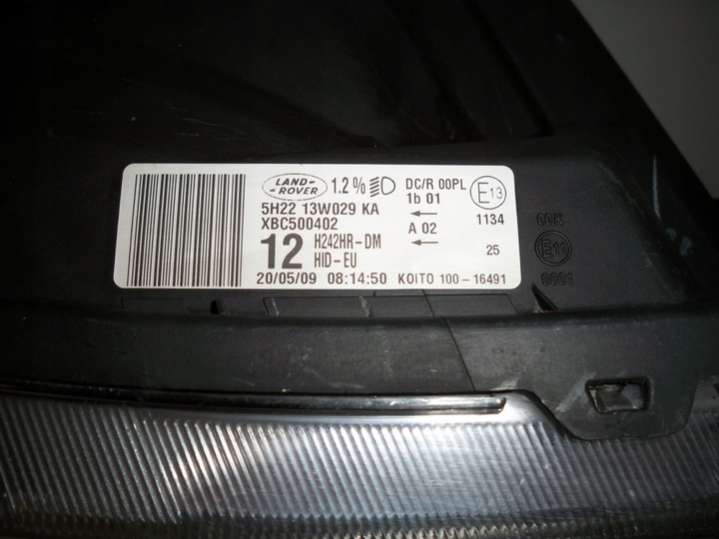 LAND-
-ROVER
1.2%
5H22 13W029 KA
XBC500402
12
H242HR-DM
HID-EU
20/05/09 08:14:50
DC/R 00PL
1b 01
←
A 02
←
E13
1134
25
KOITO 100-16491